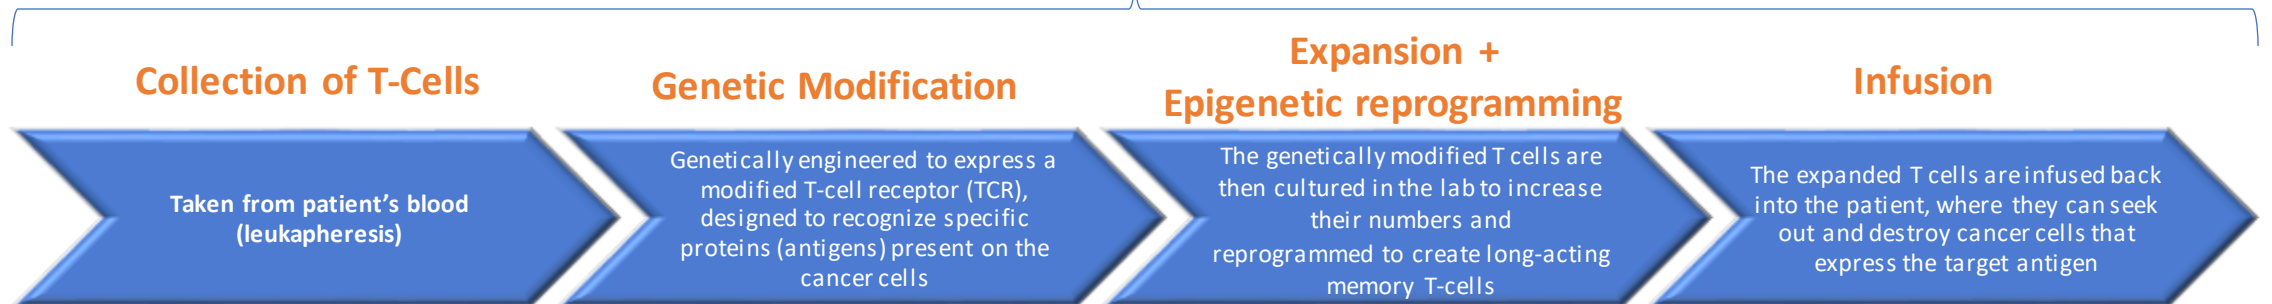 Collection of T-Cells
Taken from patient's blood
(leukapheresis)
Genetic Modification
Genetically engineered to express a
modified T-cell receptor (TCR),
designed to recognize specific
proteins (antigens) present on the
cancer cells
Expansion +
Epigenetic reprogramming
The genetically modified T cells are
then cultured in the lab to increase
their numbers and
reprogrammed to create long-acting
memory T-cells
Infusion
The expanded T cells are infused back
into the patient, where they can seek
out and destroy cancer cells that
express the target antigen